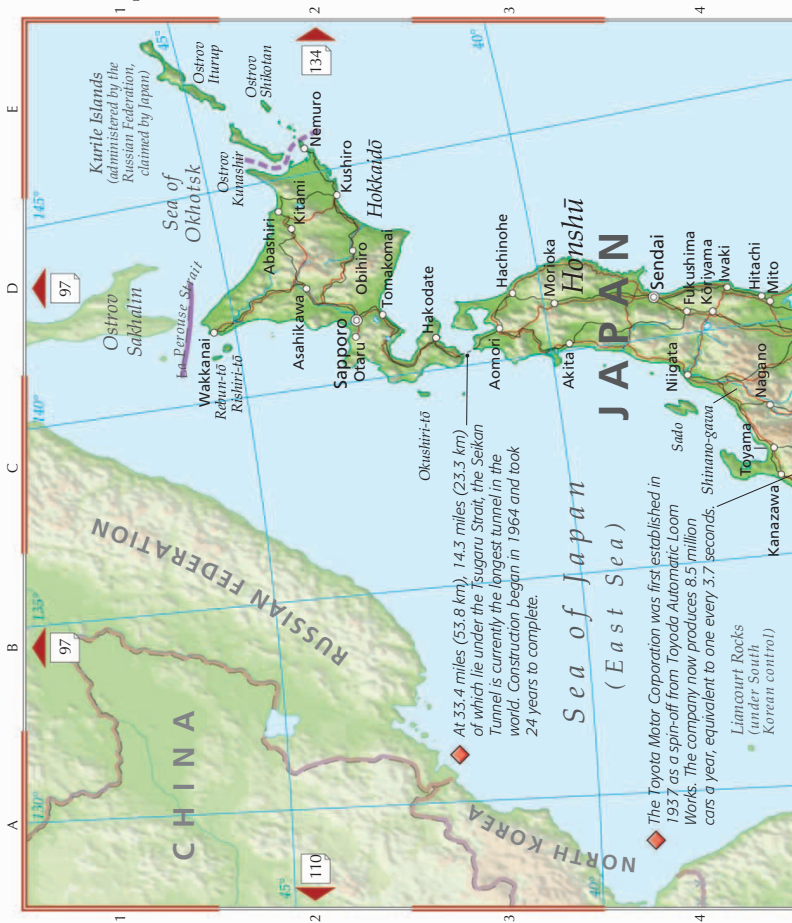 A
B
C
D
E
1
2
3
4
1
2
3
4
97
97
110
134
130°
135°
140°
145°
45°
45°
40°
40°
CHINA
RUSSIAN FEDERATION
NORTH KOREA
JAPAN
Ostrov
Sakhalin
La Perouse Strait
Sea of
Okhotsk
Kurile Islands
(administered by the
Russian Federation,
claimed by Japan)
Ostrov
Iturup
Ostrov
Shikotan
Ostrov
Kunashir
Nemuro
Wakkanai
Rebun-tō
Rishiri-tō
Abashiri
Kitami
Asahikawa
Kushiro
Hokkaidō
Obihiro
Sapporo
Otaru
Tomakomai
Hakodate
Okushiri-tō
At 33.4 miles (53.8 km), 14.3 miles (23.3 km)
of which lie under the Tsugaru Strait, the Seikan
Tunnel is currently the longest tunnel in the
world. Construction began in 1964 and took
24 years to complete.
Aomori
Hachinohe
Morioka
Honshū
Akita
Sea of Japan
(East Sea)
Sendai
Fukushima
Koriyama
Iwaki
Hitachi
Mito
Niigata
Sado
Shinano-gawa
Nagano
Toyama
Kanazawa
The Toyota Motor Corporation was first established in
1937 as a spin-off from Toyoda Automatic Loom
Works. The company now produces 8.5 million
cars a year, equivalent to one every 3.7 seconds.
Liancourt Rocks
(under South
Korean control)